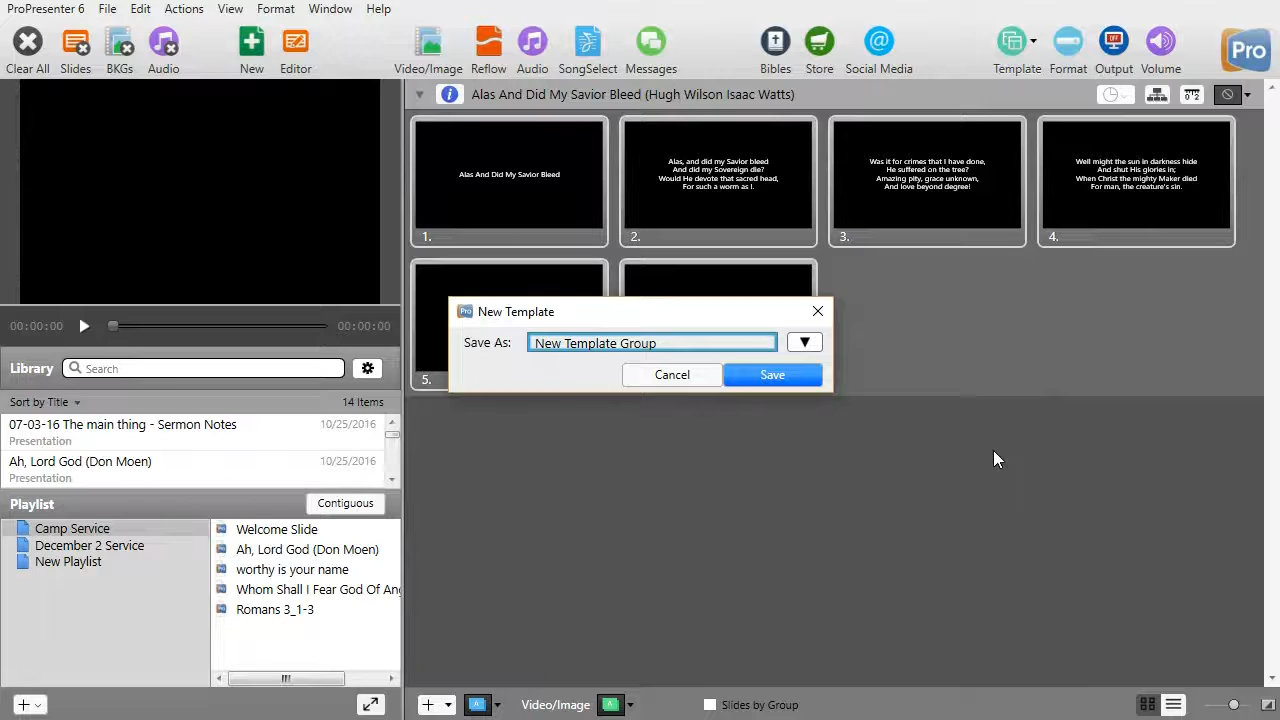 ProPresenter 6 File Edit Actions View Format Window Help
Clear All Slides BKGs Audio New Editor Video/Image Reflow Audio SongSelect Messages Bibles Store Social Media Template Format Output Volume
Pro
Alas And Did My Savior Bleed (Hugh Wilson Isaac Watts)
Alas And Did My Savior Bleed
1.
Alas, and did my Savior bleed
And did my Sovereign die?
Would He devote that sacred head,
For such a worm as I.
2.
Was it for crimes that I have done,
He suffered on the tree?
Amazing pity, grace unknown,
And love beyond degree!
3.
Well might the sun in darkness hide
And shut His glories in;
When Christ the mighty Maker died
For man, the creature's sin.
4.
5.
New Template
Save As: New Template Group
Cancel Save
00:00:00 00:00:00
Library Search
Sort by Title 14 Items
07-03-16 The main thing - Sermon Notes 10/25/2016
Presentation
Ah, Lord God (Don Moen) 10/25/2016
Presentation
Playlist Contiguous
Camp Service
December 2 Service
New Playlist
Welcome Slide
Ah, Lord God (Don Moen)
worthy is your name
Whom Shall I Fear God Of Ang
Romans 3_1-3
Video/Image Slides by Group